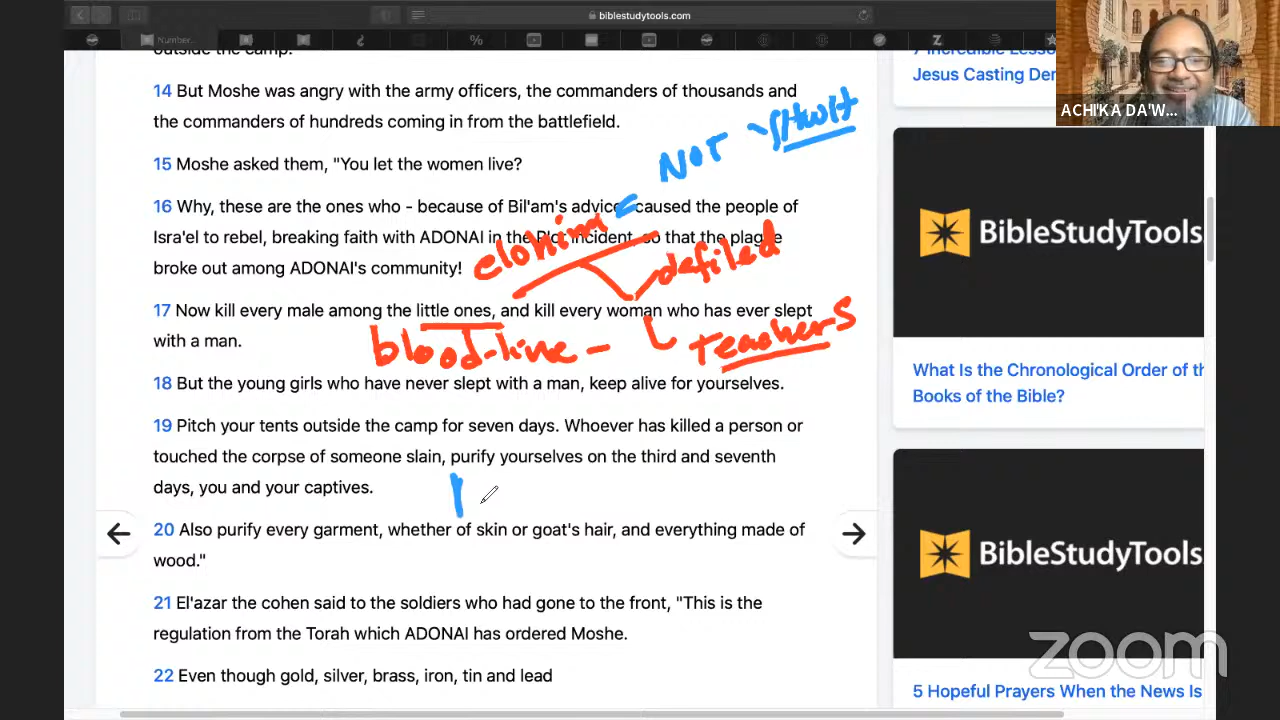 biblestudytools.com
Number
outside the camp.
14 But Moshe was angry with the army officers, the commanders of thousands and
the commanders of hundreds coming in from the battlefield.
15 Moshe asked them, "You let the women live?
16 Why, these are the ones who - because of Bil'am's advice caused the people of
Isra'el to rebel, breaking faith with ADONAI in the incident, so that the plague
broke out among ADONAI's community!
17 Now kill every male among the little ones, and kill every woman who has ever slept
with a man.
18 But the young girls who have never slept with a man, keep alive for yourselves.
19 Pitch your tents outside the camp for seven days. Whoever has killed a person or
touched the corpse of someone slain, purify yourselves on the third and seventh
days, you and your captives.
20 Also purify every garment, whether of skin or goat's hair, and everything made of
wood."
21 El'azar the cohen said to the soldiers who had gone to the front, "This is the
regulation from the Torah which ADONAI has ordered Moshe.
22 Even though gold, silver, brass, iron, tin and lead
NOT YHWH
elohim
defiled
blood-line - teachers
Jesus Casting
ACHI'KA DA'W...
BibleStudyTools
What Is the Chronological Order of
Books of the Bible?
BibleStudyTools
5 Hopeful Prayers When the News Is
zoom